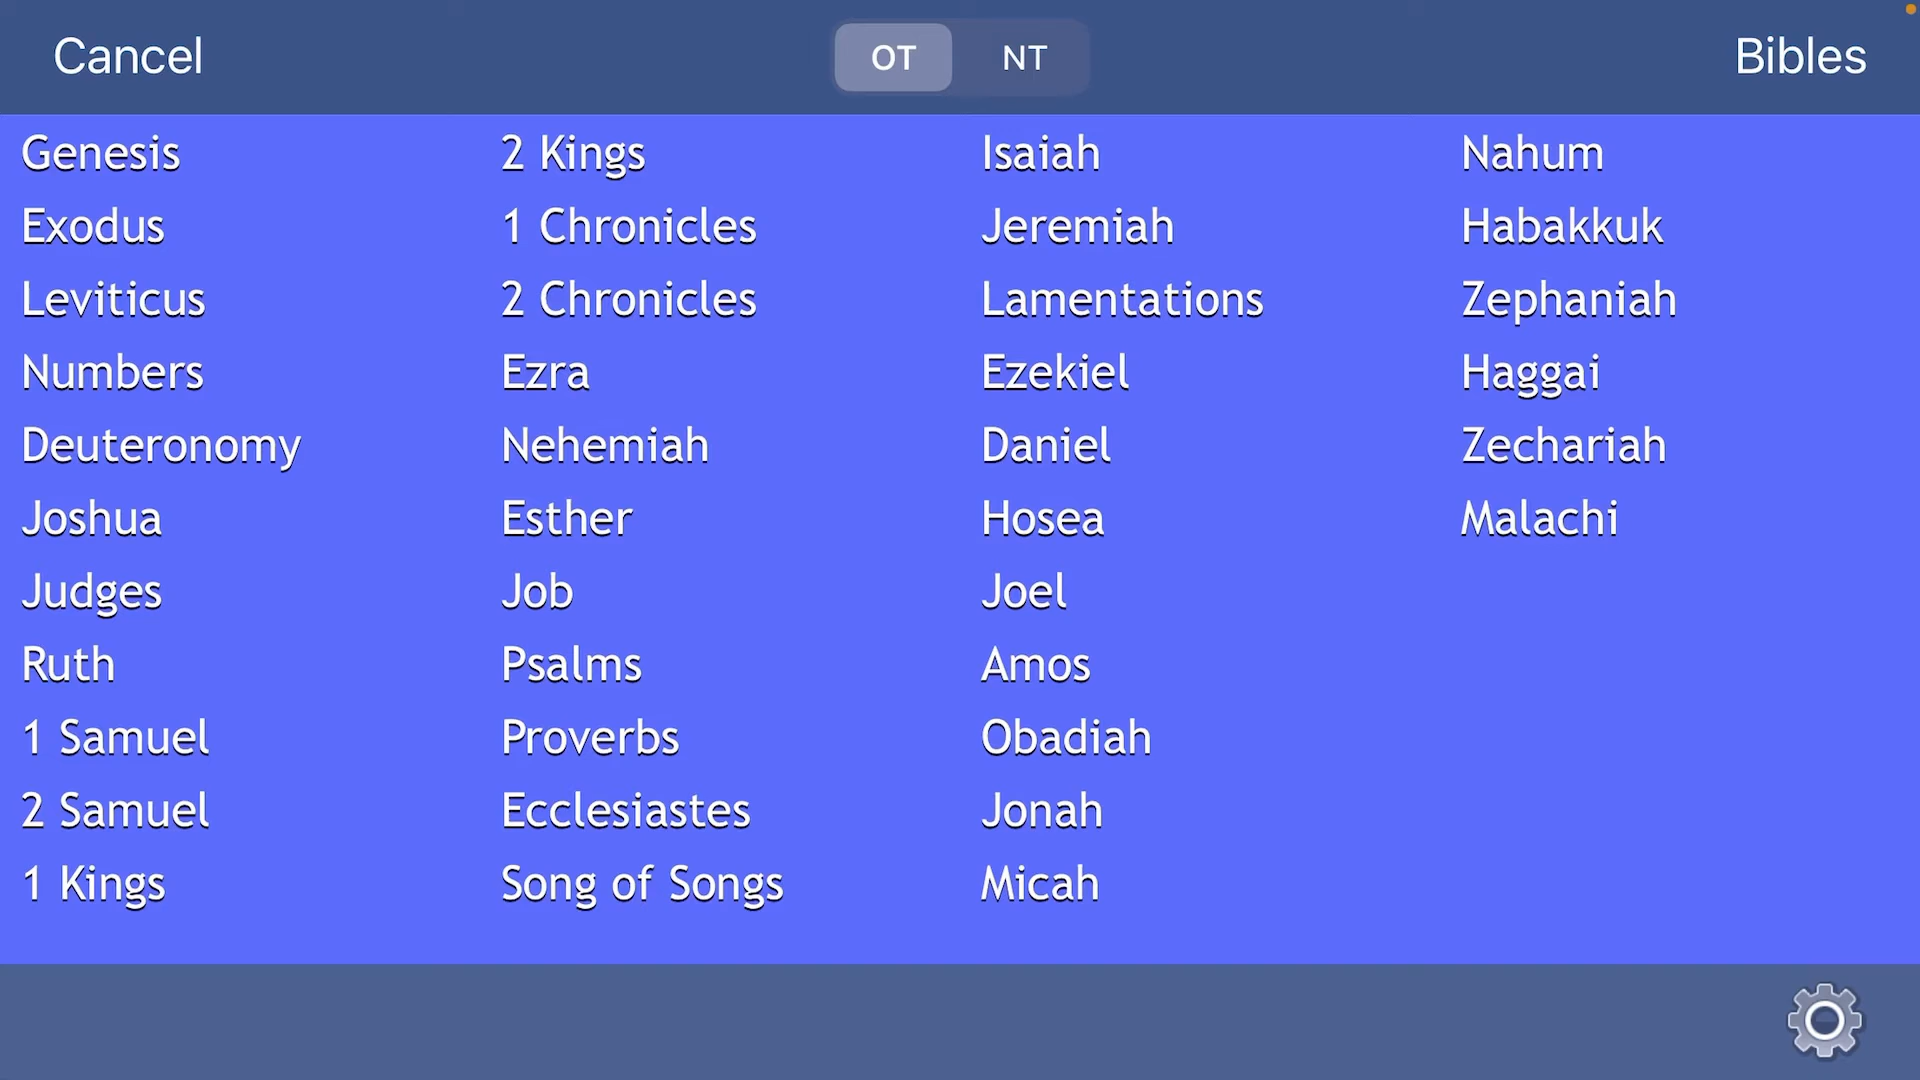 Cancel
OT
NT
Bibles
Genesis
Exodus
Leviticus
Numbers
Deuteronomy
Joshua
Judges
Ruth
1 Samuel
2 Samuel
1 Kings
2 Kings
1 Chronicles
2 Chronicles
Ezra
Nehemiah
Esther
Job
Psalms
Proverbs
Ecclesiastes
Song of Songs
Isaiah
Jeremiah
Lamentations
Ezekiel
Daniel
Hosea
Joel
Amos
Obadiah
Jonah
Micah
Nahum
Habakkuk
Zephaniah
Haggai
Zechariah
Malachi